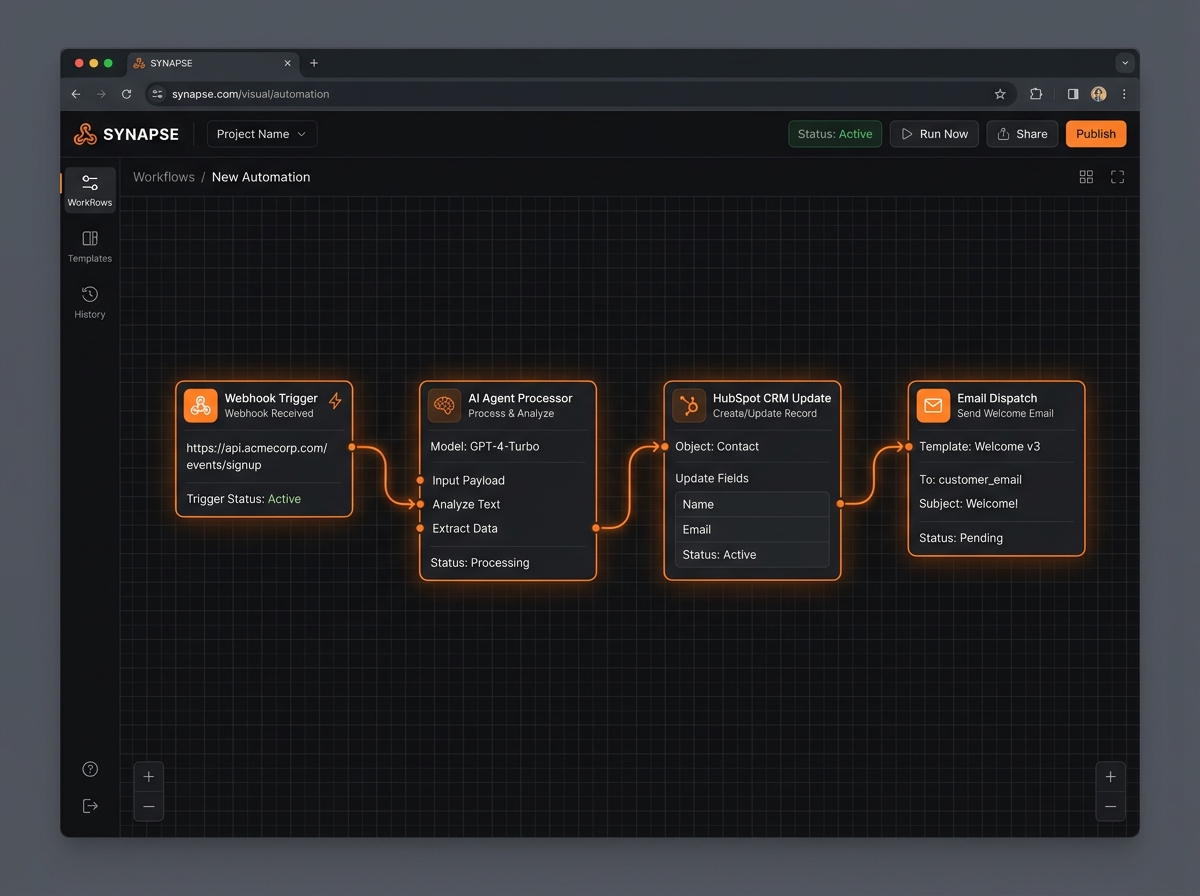 SYNAPSE
synapse.com/visual/automation
SYNAPSE
Project Name
Status: Active
Run Now
Share
Publish
WorkRows
Templates
History
Workflows / New Automation
Webhook Trigger
Webhook Received
https://api.acmecorp.com/
events/signup
Trigger Status: Active
AI Agent Processor
Process & Analyze
Model: GPT-4-Turbo
Input Payload
Analyze Text
Extract Data
Status: Processing
HubSpot CRM Update
Create/Update Record
Object: Contact
Update Fields
Name
Email
Status: Active
Email Dispatch
Send Welcome Email
Template: Welcome v3
To: customer_email
Subject: Welcome!
Status: Pending